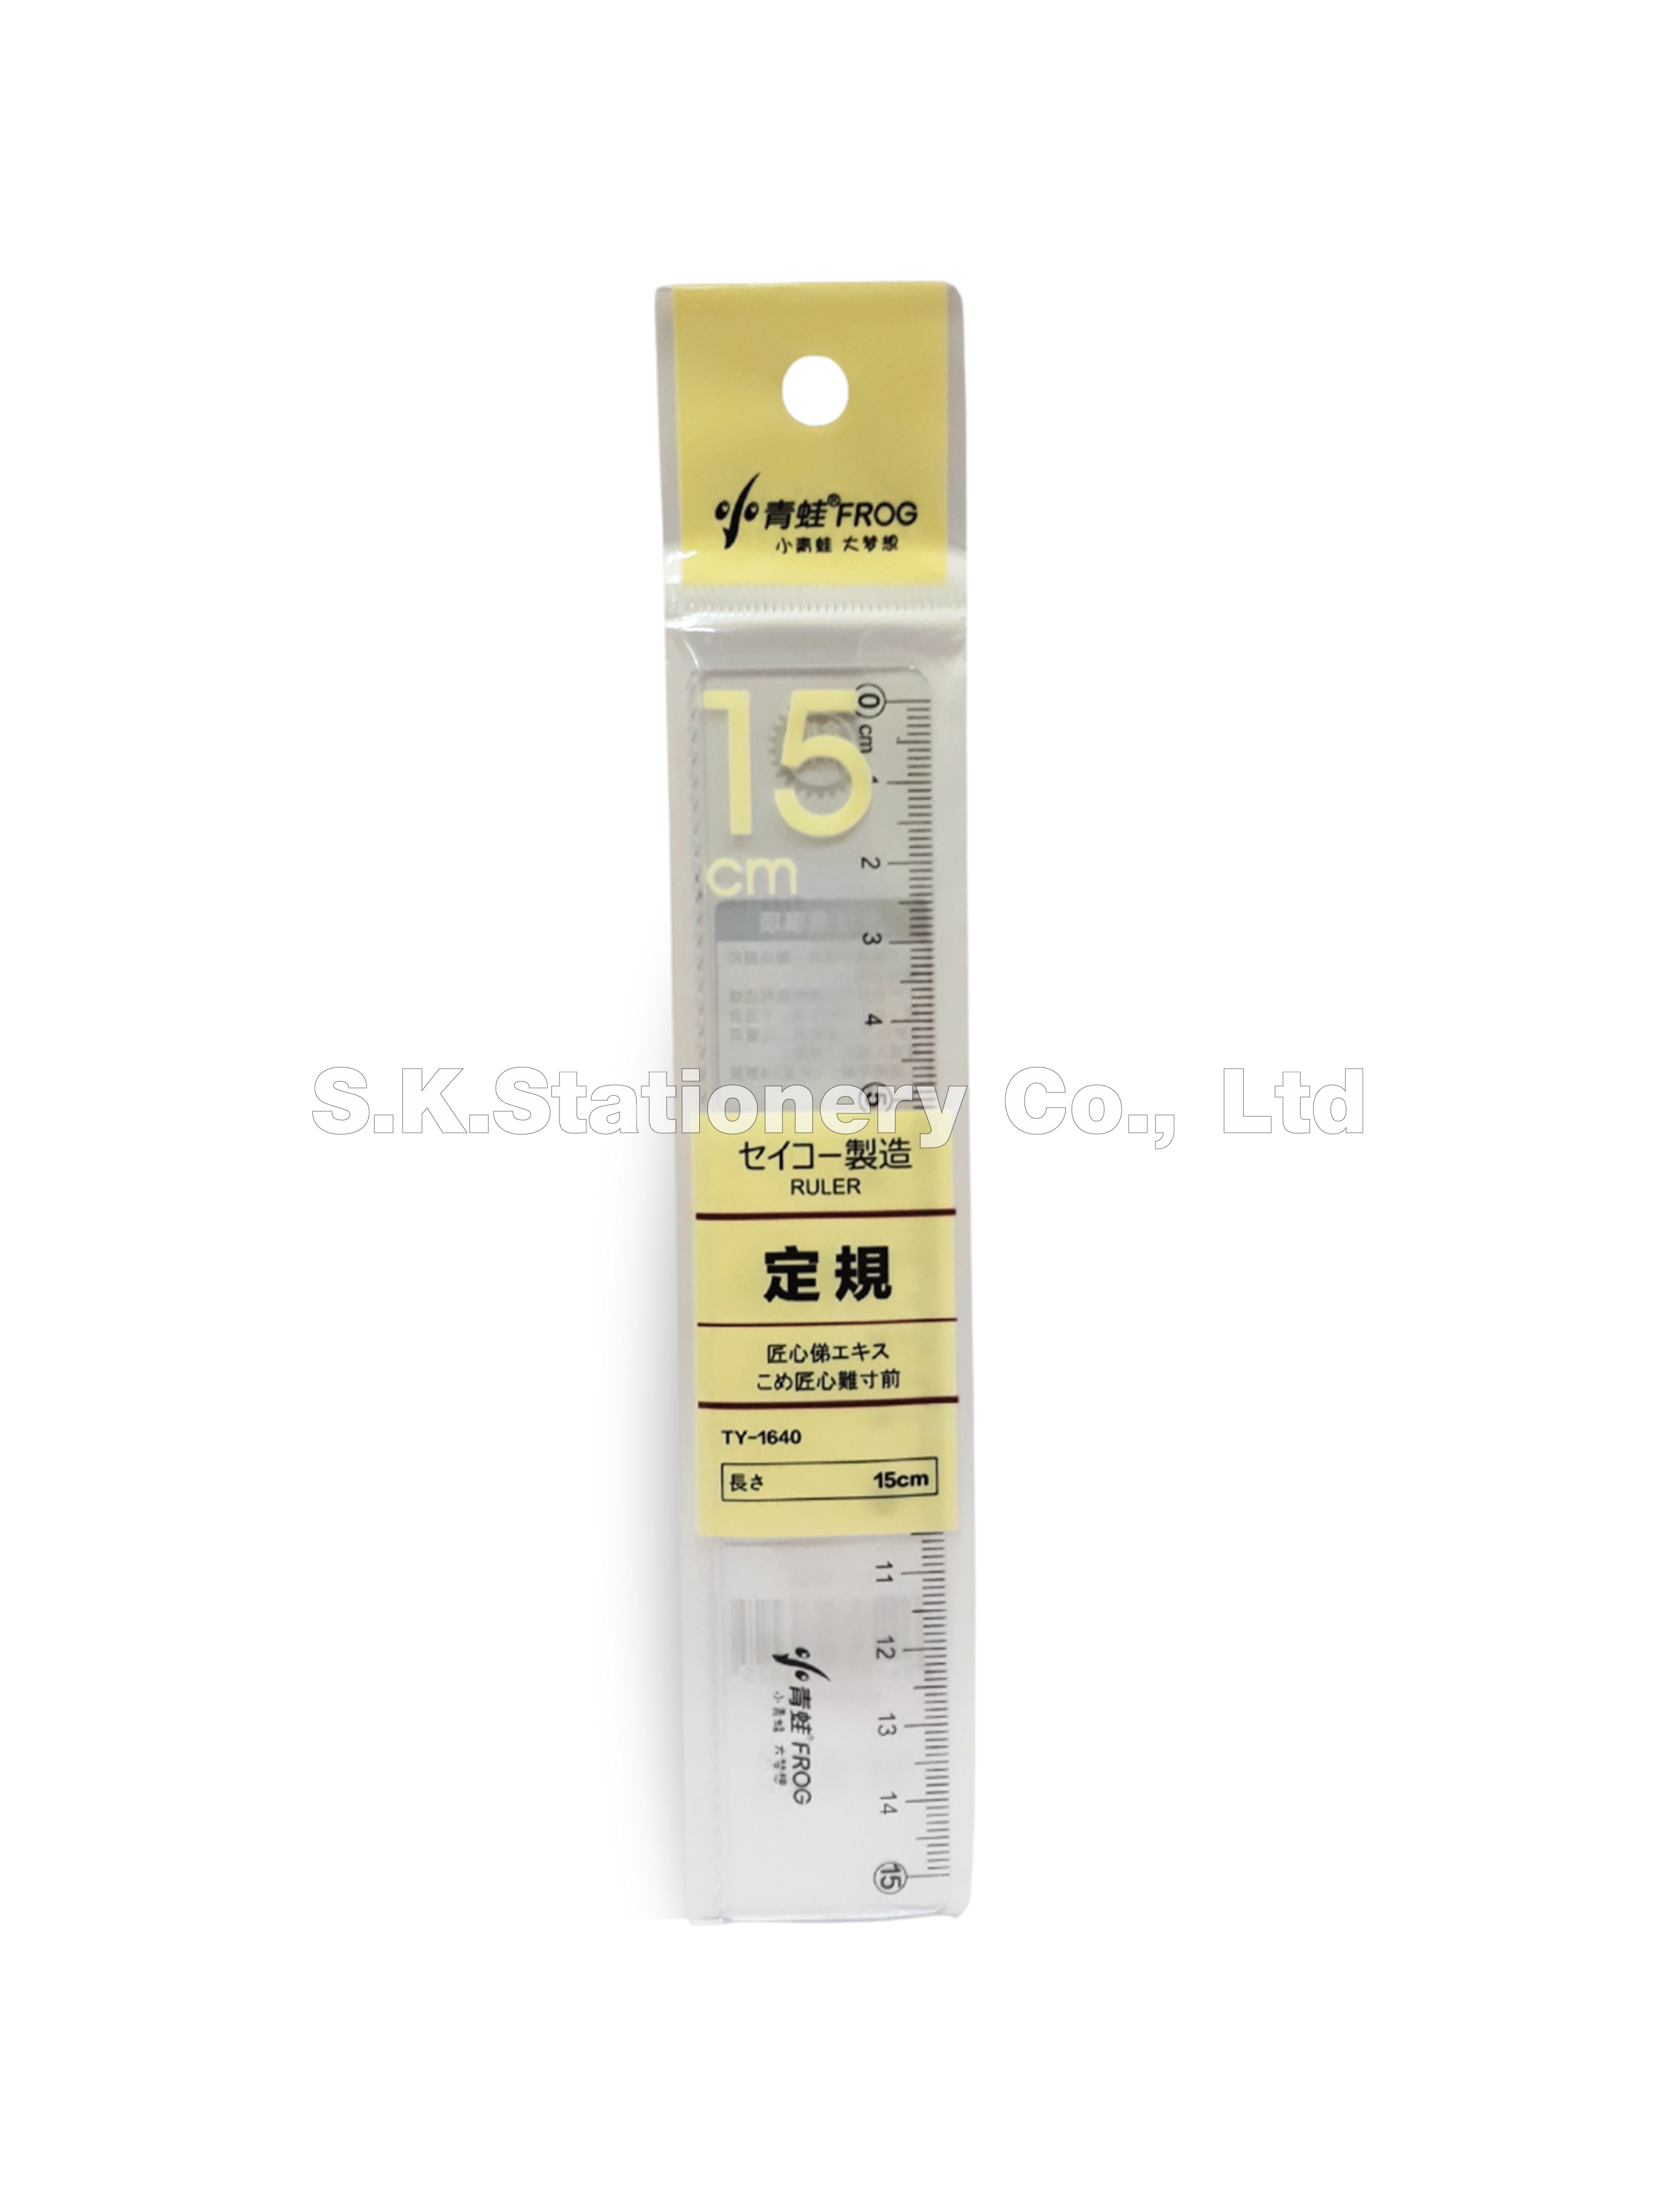 青蛙®FROG
小青蛙 大梦想
15
cm
0
cm
1
2
3
4
5
S.K.Stationery Co., Ltd
セイコー製造
RULER
定規
匠心俤エキス
こめ匠心難寸前
TY-1640
長さ 15cm
11
12
13
14
15
青蛙®FROG
小青蛙 大梦想